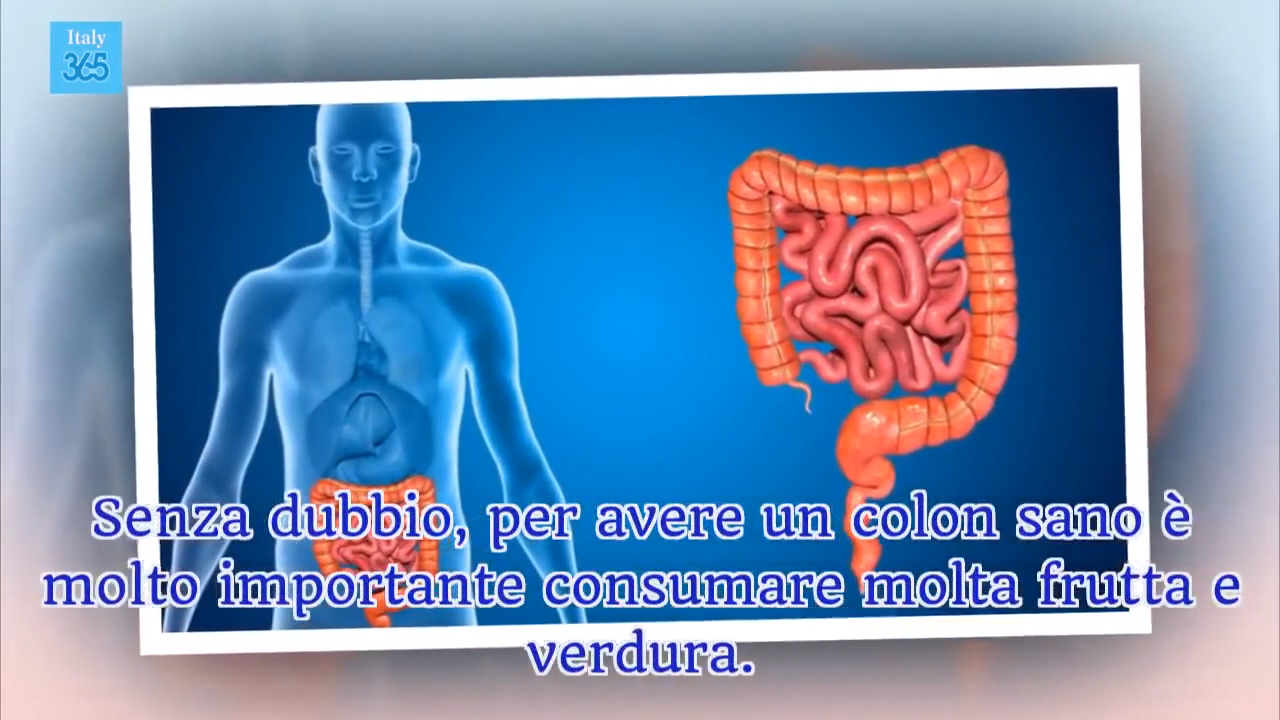 Italy
365
Senza dubbio, per avere un colon sano è
molto importante consumare molta frutta e
verdura.